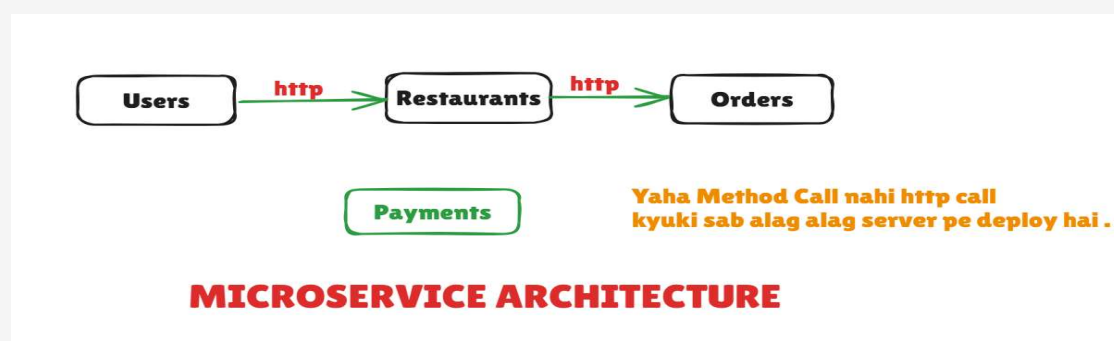 http
http
Users
Restaurants
Orders
Payments
Yaha Method Call nahi http call
kyuki sab alag alag server pe deploy hai .
MICROSERVICE ARCHITECTURE